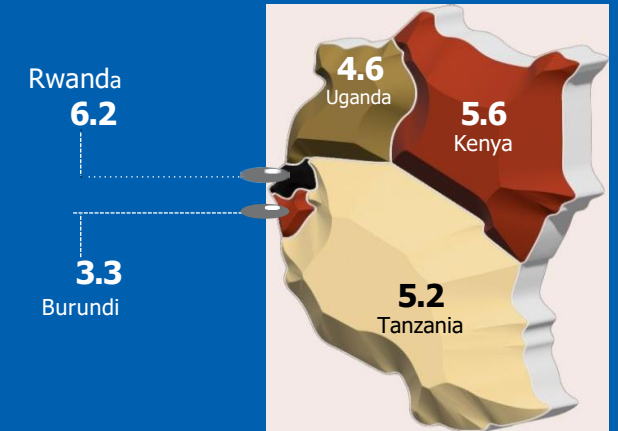 Rwanda
6.2
4.6
Uganda
5.6
Kenya
3.3
Burundi
5.2
Tanzania